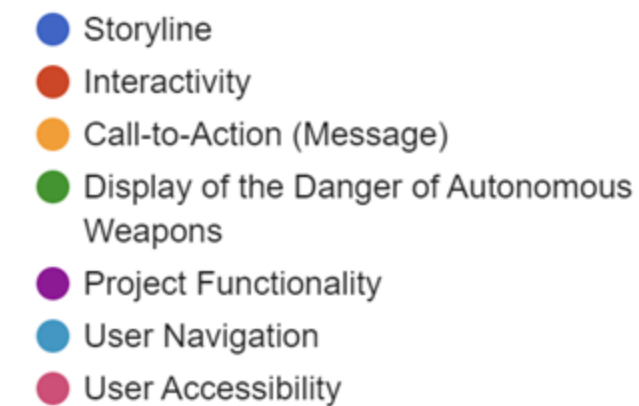 Storyline
Interactivity
Call-to-Action (Message)
Display of the Danger of Autonomous
Weapons
Project Functionality
User Navigation
User Accessibility